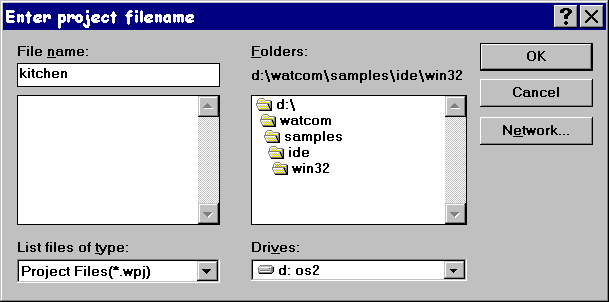 Enter project filename
File name:
kitchen
Folders:
d:\watcom\samples\ide\win32
d:\
watcom
samples
ide
win32
OK
Cancel
Network...
List files of type:
Project Files(*.wpj)
Drives:
d: os2